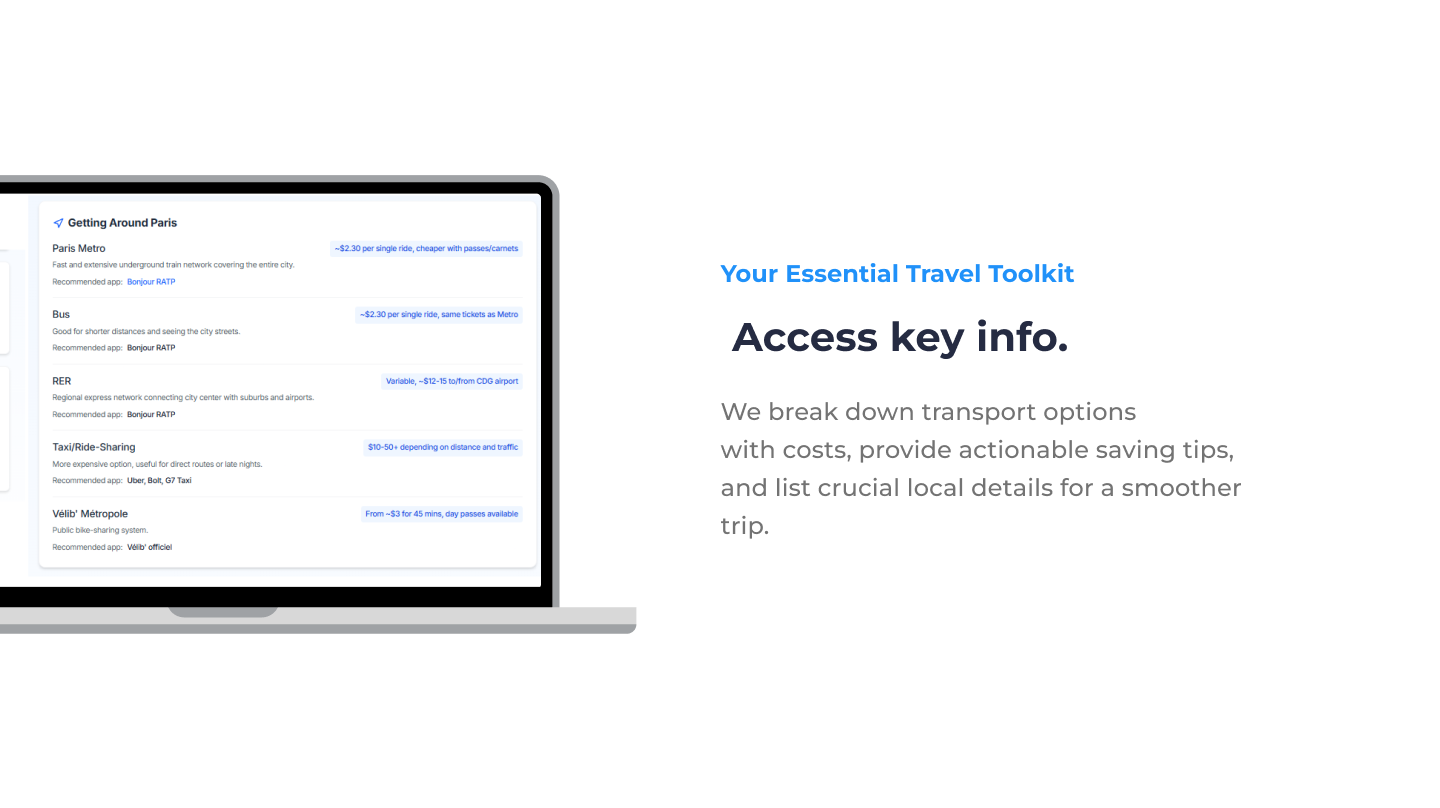 Getting Around Paris
Paris Metro
~$2.30 per single ride, cheaper with passes/carnets
Fast and extensive underground train network covering the entire city.
Recommended app: Bonjour RATP
Bus
~$2.30 per single ride, same tickets as Metro
Good for shorter distances and seeing the city streets.
Recommended app: Bonjour RATP
RER
Variable, ~$12-15 to/from CDG airport
Regional express network connecting city center with suburbs and airports.
Recommended app: Bonjour RATP
Taxi/Ride-Sharing
$10-50+ depending on distance and traffic
More expensive option, useful for direct routes or late nights.
Recommended app: Uber, Bolt, G7 Taxi
Vélib' Métropole
From ~$3 for 45 mins, day passes available
Public bike-sharing system.
Recommended app: Vélib' officiel
Your Essential Travel Toolkit
Access key info.
We break down transport options
with costs, provide actionable saving tips,
and list crucial local details for a smoother
trip.